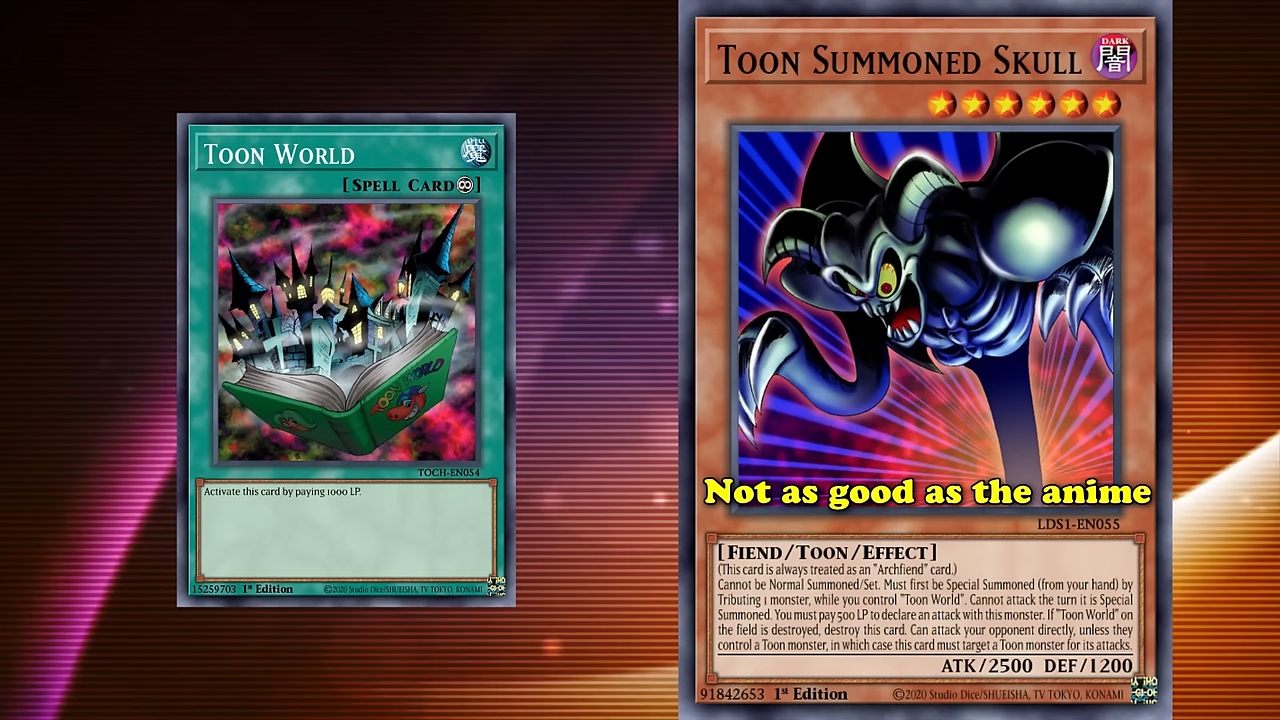 TOON WORLD
[SPELL CARD♾]
TOON WORLD
TOCH-EN054
Activate this card by paying 1000 LP.
15259703 1st Edition ©2020 Studio Dice/SHUEISHA, TV TOKYO, KONAMI
TOON SUMMONED SKULL
DARK
闇
Not as good as the anime
LDS1-EN055
[FIEND/TOON/EFFECT]
(This card is always treated as an "Archfiend" card.)
Cannot be Normal Summoned/Set. Must first be Special Summoned (from your hand) by
Tributing 1 monster, while you control "Toon World". Cannot attack the turn it is Special
Summoned. You must pay 500 LP to declare an attack with this monster. If "Toon World" on
the field is destroyed, destroy this card. Can attack your opponent directly, unless they
control a Toon monster, in which case this card must target a Toon monster for its attacks.
ATK/2500 DEF/1200
91842653 1st Edition ©2020 Studio Dice/SHUEISHA, TV TOKYO, KONAMI